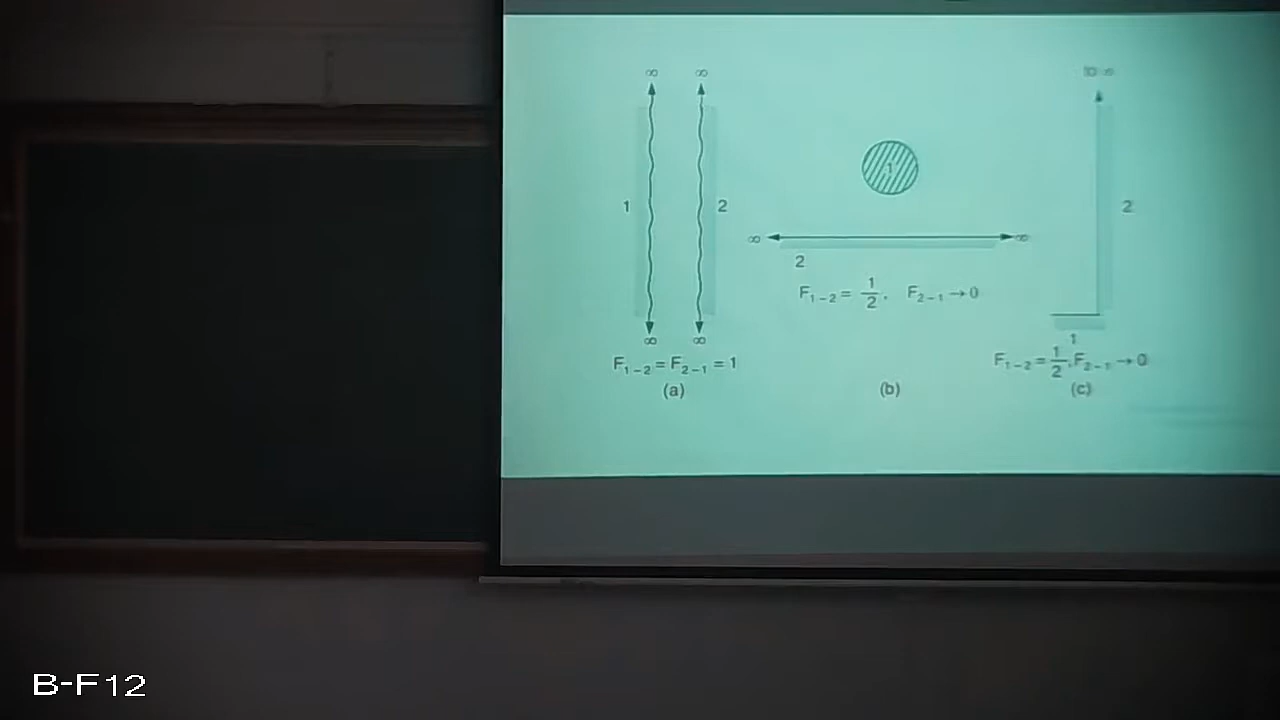 ∞ ∞
to ∞
1
1 2
2
∞ ∞
2
F₁₋₂ = 1/2, F₂₋₁ → 0
∞ ∞
1
F₁₋₂ = F₂₋₁ = 1
F₁₋₂ = 1/2, F₂₋₁ → 0
(a) (b) (c)
B-F12